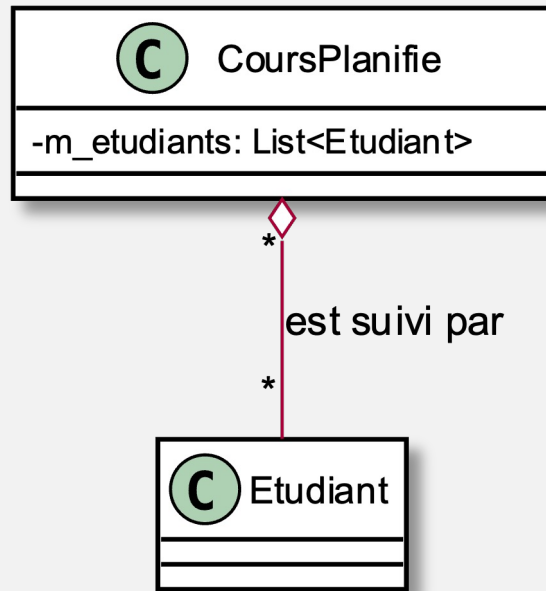 C CoursPlanifie
-m_etudiants: List<Etudiant>
*
est suivi par
*
C Etudiant